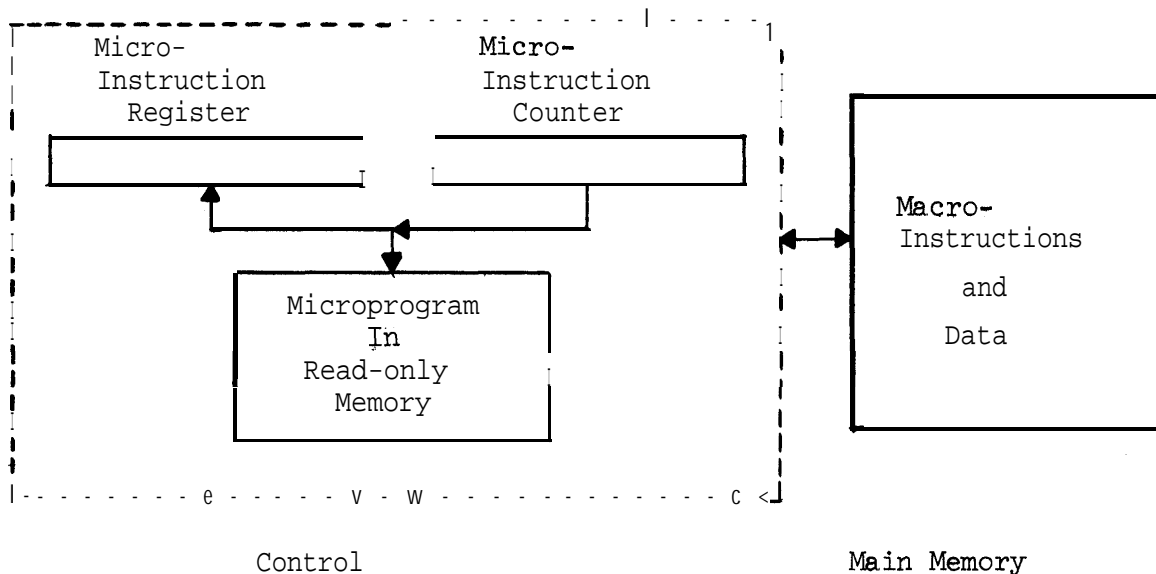 Micro-
Instruction
Register
Micro-
Instruction
Counter
Microprogram
In
Read-only
Memory
Macro-
Instructions
and
Data
Control
Main Memory